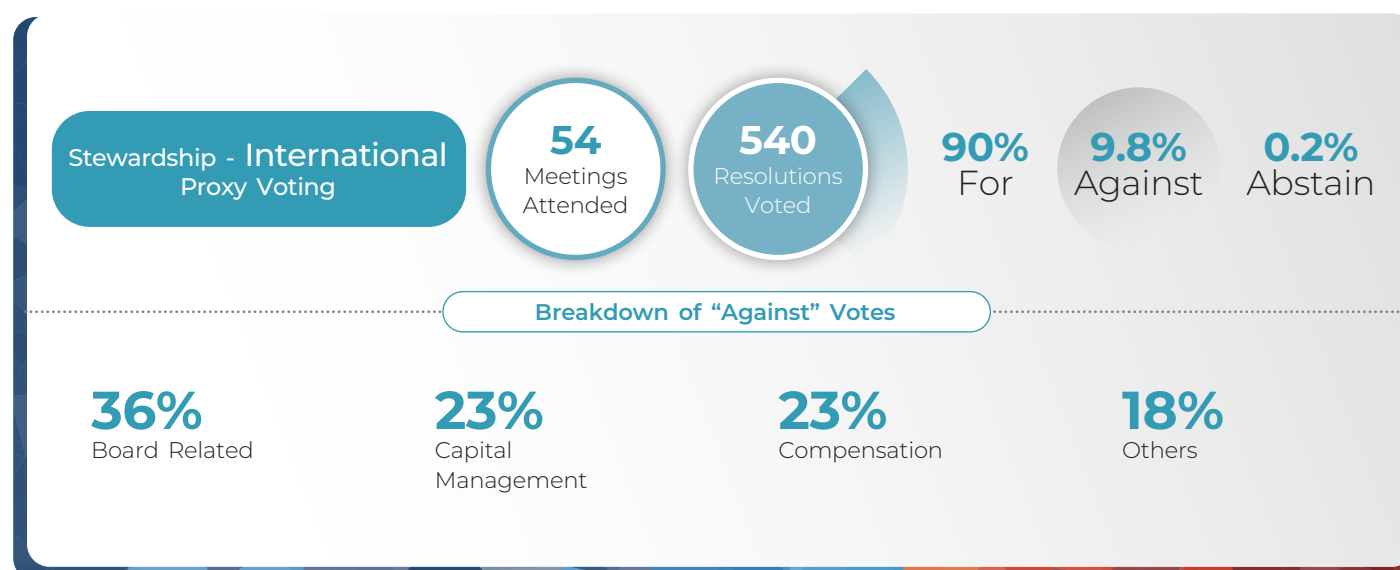 Stewardship - International
Proxy Voting
54
Meetings
Attended
540
Resolutions
Voted
90%
For
9.8%
Against
0.2%
Abstain
Breakdown of “Against” Votes
36%
Board Related
23%
Capital
Management
23%
Compensation
18%
Others